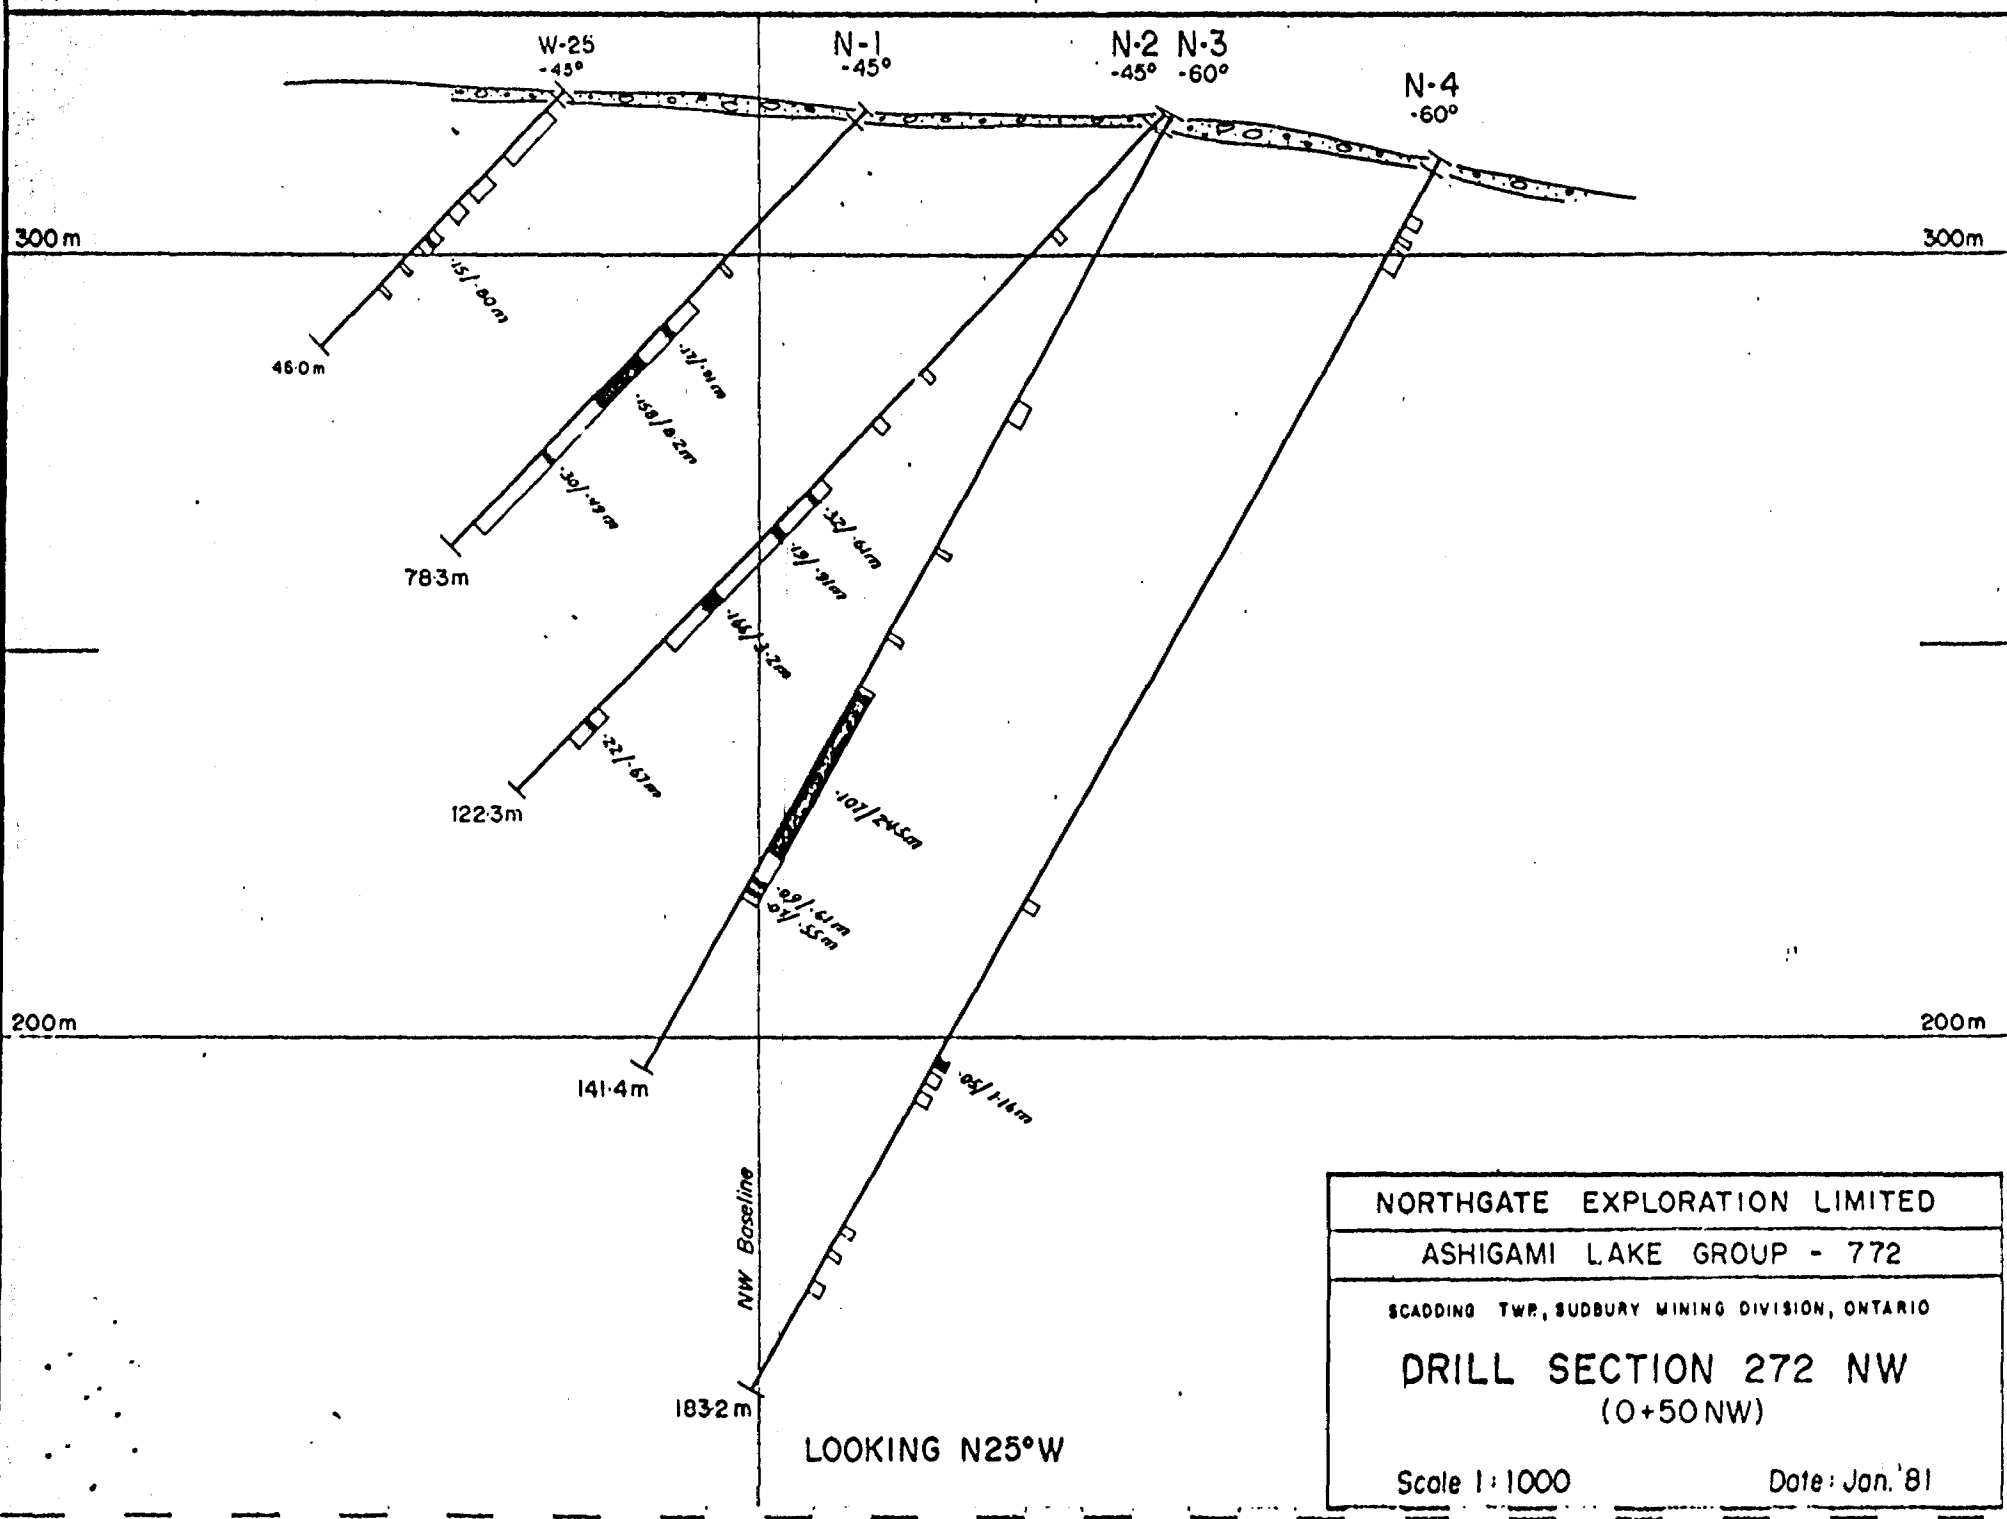 W-25
-45°
N-1
-45°
N-2 N-3
-45° -60°
N-4
-60°
300m
300m
.15/.80m
46.0m
.17/.91m
.158/8.2m
.30/.49m
78.3m
.32/.61m
.19/.91m
.166/3.2m
.22/.67m
122.3m
.107/24.5m
.09/.61m
.07/.55m
200m
200m
141.4m
.05/1.16m
NW Baseline
183.2m
LOOKING N25°W
NORTHGATE EXPLORATION LIMITED
ASHIGAMI LAKE GROUP - 772
SCADDING TWP., SUDBURY MINING DIVISION, ONTARIO
DRILL SECTION 272 NW
(0+50NW)
Scale 1:1000 Date: Jan. '81